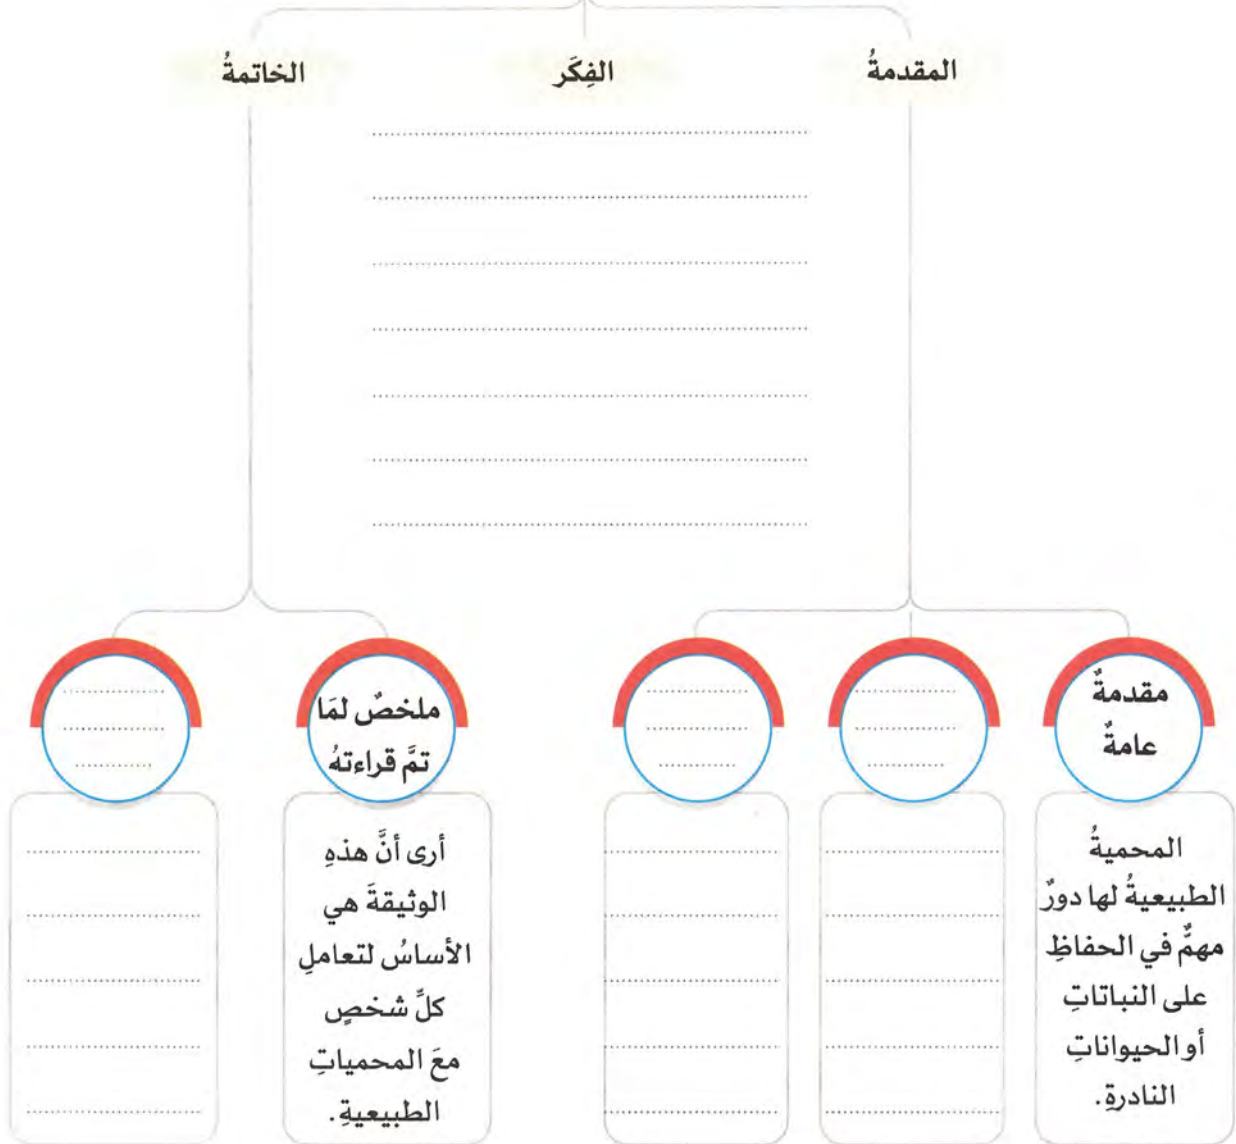 المقدمةُ
الفِكَر
الخاتمةُ
مقدمةٌ
عامةٌ
المحميةُ
الطبيعيةُ لها دورٌ
مهمٌّ في الحفاظِ
على النباتاتِ
أو الحيواناتِ
النادرةِ.
ملخصٌ لمَا
تمَّ قراءتهُ
أرى أنَّ هذهِ
الوثيقةَ هي
الأساسُ لتعاملِ
كلِّ شخصٍ
معَ المحمياتِ
الطبيعيةِ.